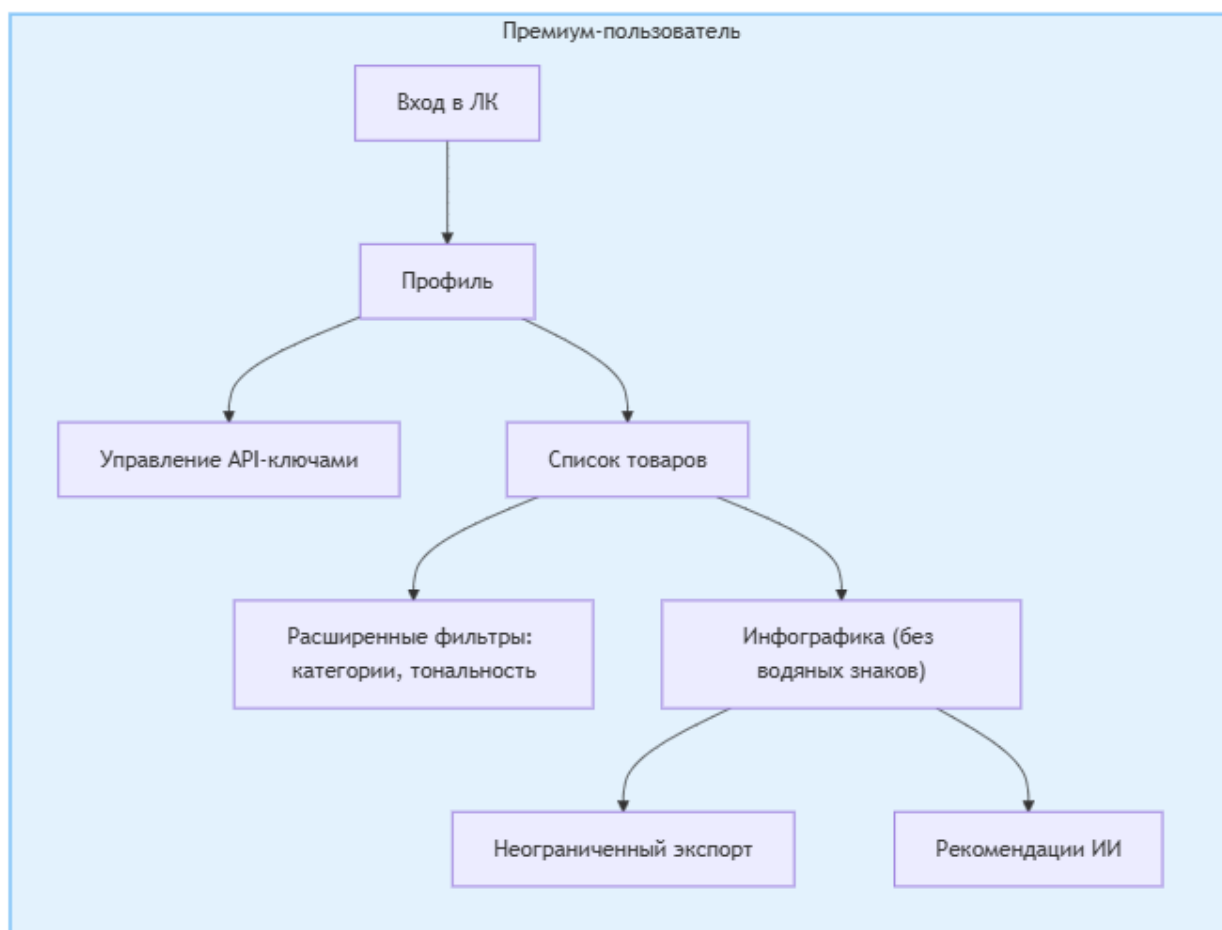 Премиум-пользователь
Вход в ЛК
Профиль
Управление API-ключами
Список товаров
Расширенные фильтры:
категории, тональность
Инфографика (без
водяных знаков)
Неограниченный экспорт
Рекомендации ИИ